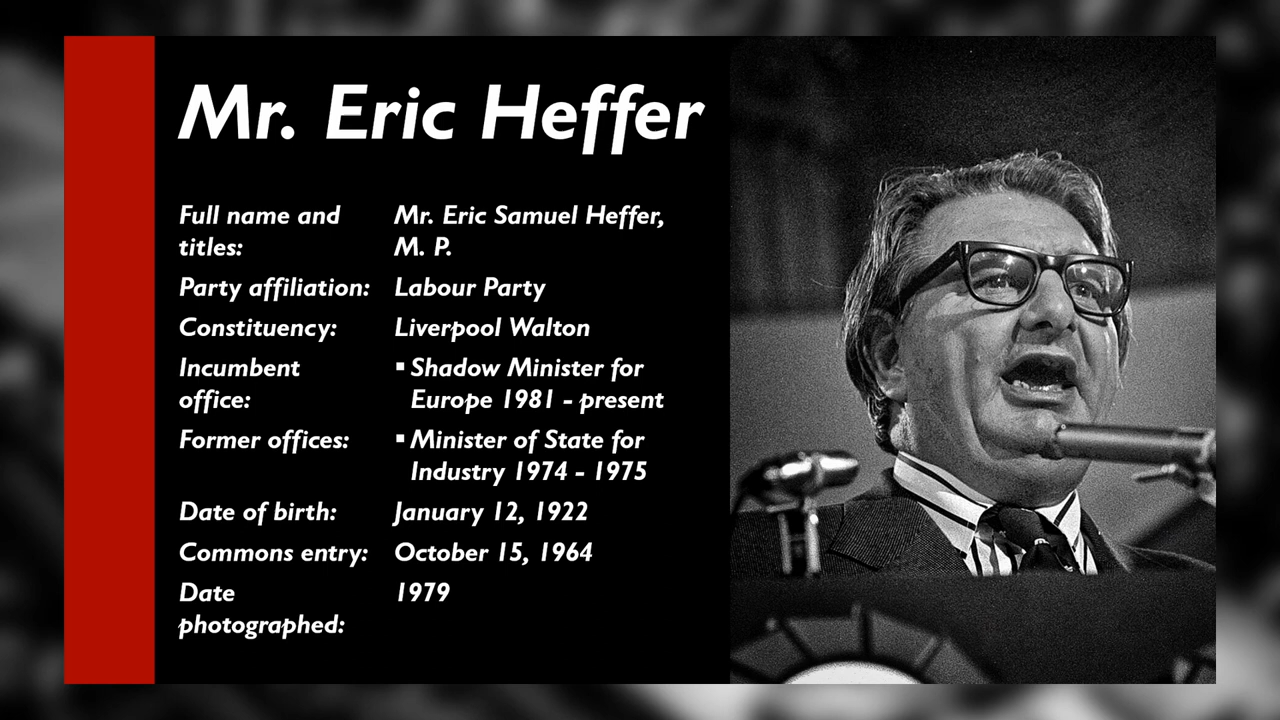 Mr. Eric Heffer
Full name and titles:
Mr. Eric Samuel Heffer, M. P.
Party affiliation:
Labour Party
Constituency:
Liverpool Walton
Incumbent office:
▪ Shadow Minister for Europe 1981 - present
Former offices:
▪ Minister of State for Industry 1974 - 1975
Date of birth:
January 12, 1922
Commons entry:
October 15, 1964
Date photographed:
1979